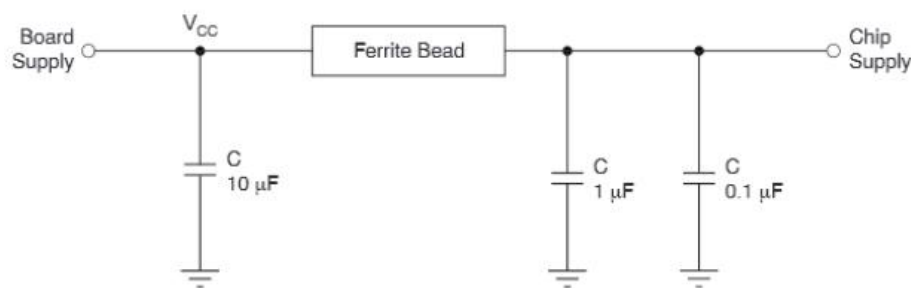 Board
Supply
VCC
Ferrite Bead
Chip
Supply
C
10 μF
C
1 μF
C
0.1 μF